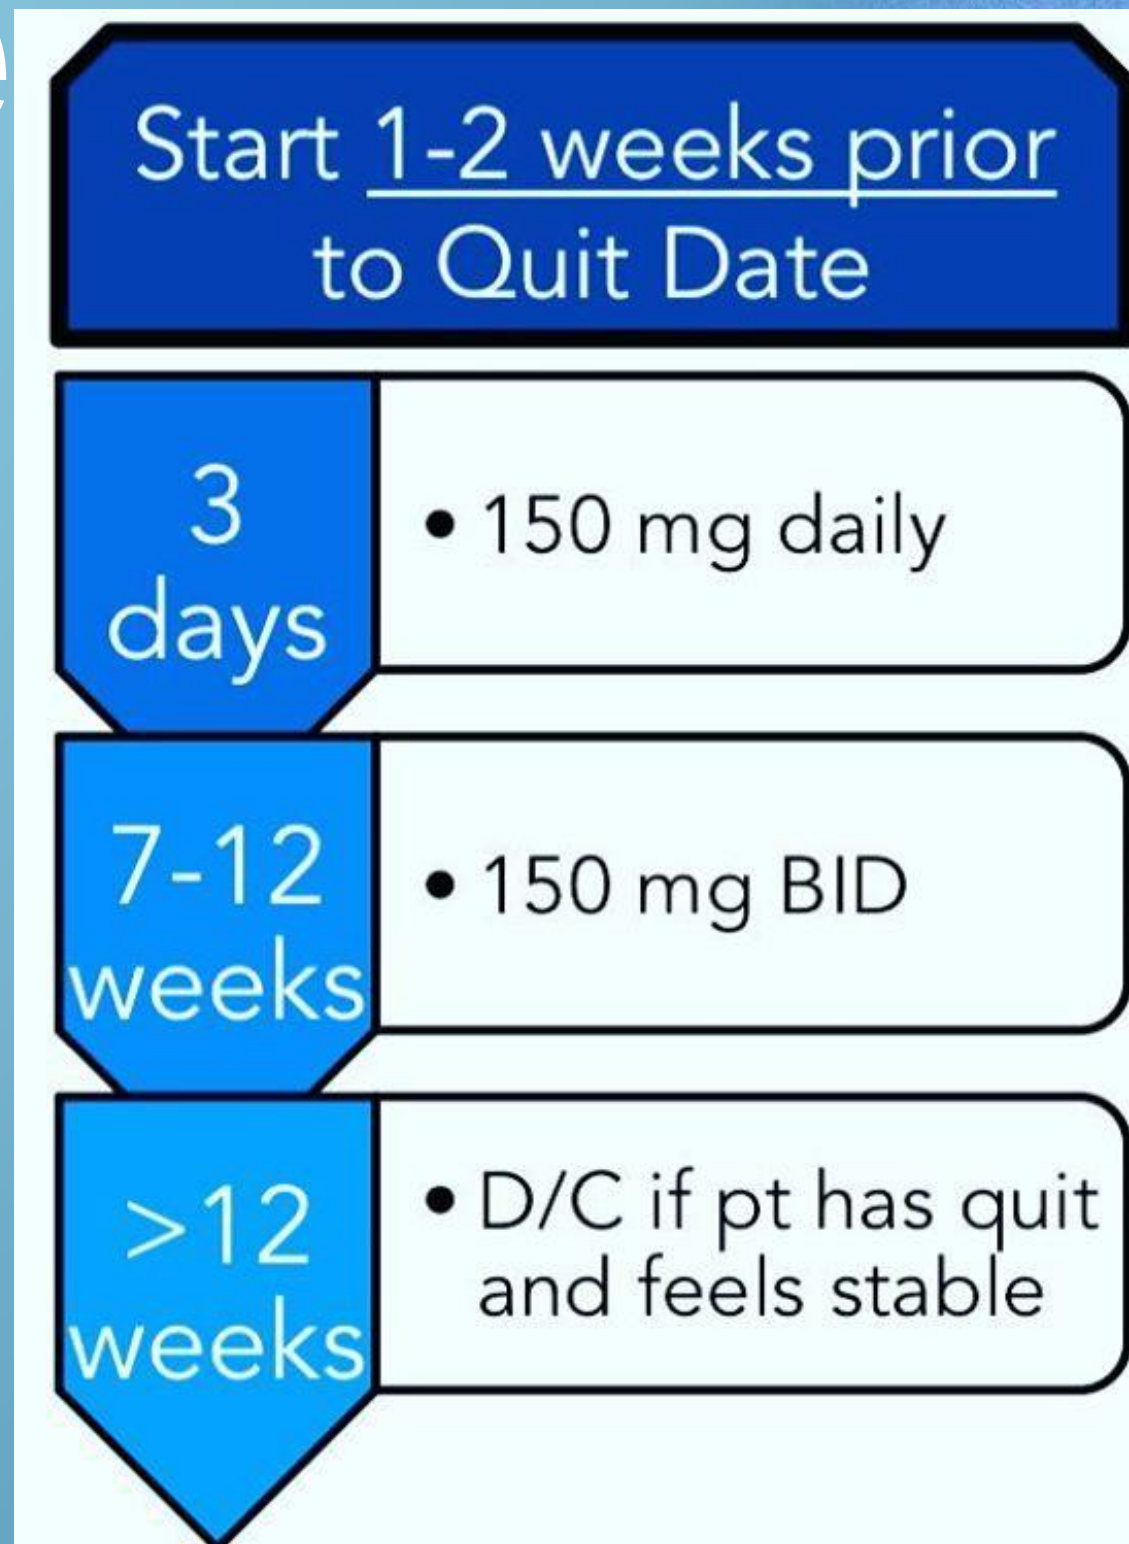 Start 1-2 weeks prior
to Quit Date
3
days
• 150 mg daily
7-12
weeks
• 150 mg BID
>12
weeks
• D/C if pt has quit
and feels stable